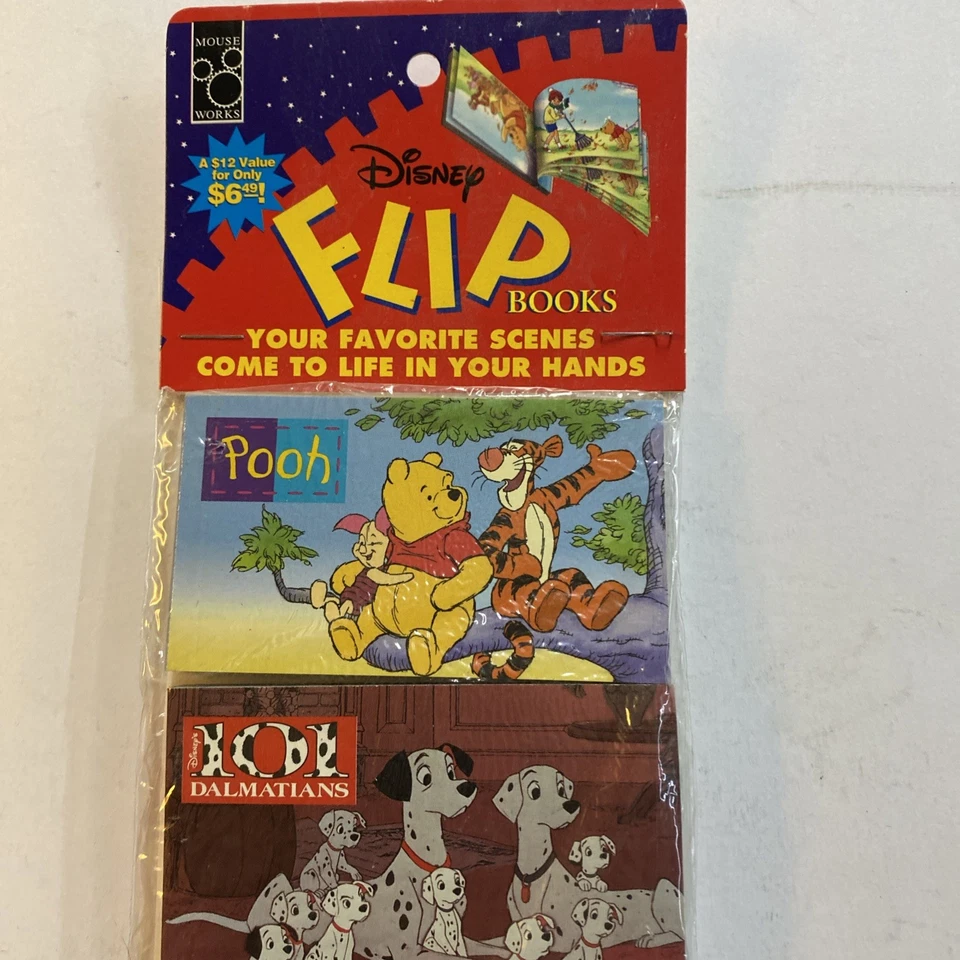 MOUSE
WORKS
A $12 Value
for Only
$6.49!
Disney
FLIP
BOOKS
YOUR FAVORITE SCENES
COME TO LIFE IN YOUR HANDS
Pooh
Disney's
101
DALMATIANS